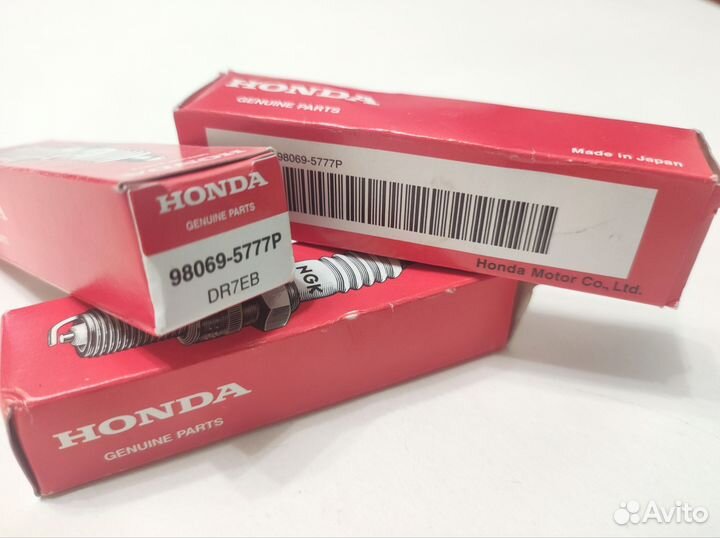 HONDA
GENUINE PARTS
Made in Japan
98069-5777P
Honda Motor Co., Ltd.
HONDA
GENUINE PARTS
98069-5777P
DR7EB
NGK
HONDA
GENUINE PARTS
Avito